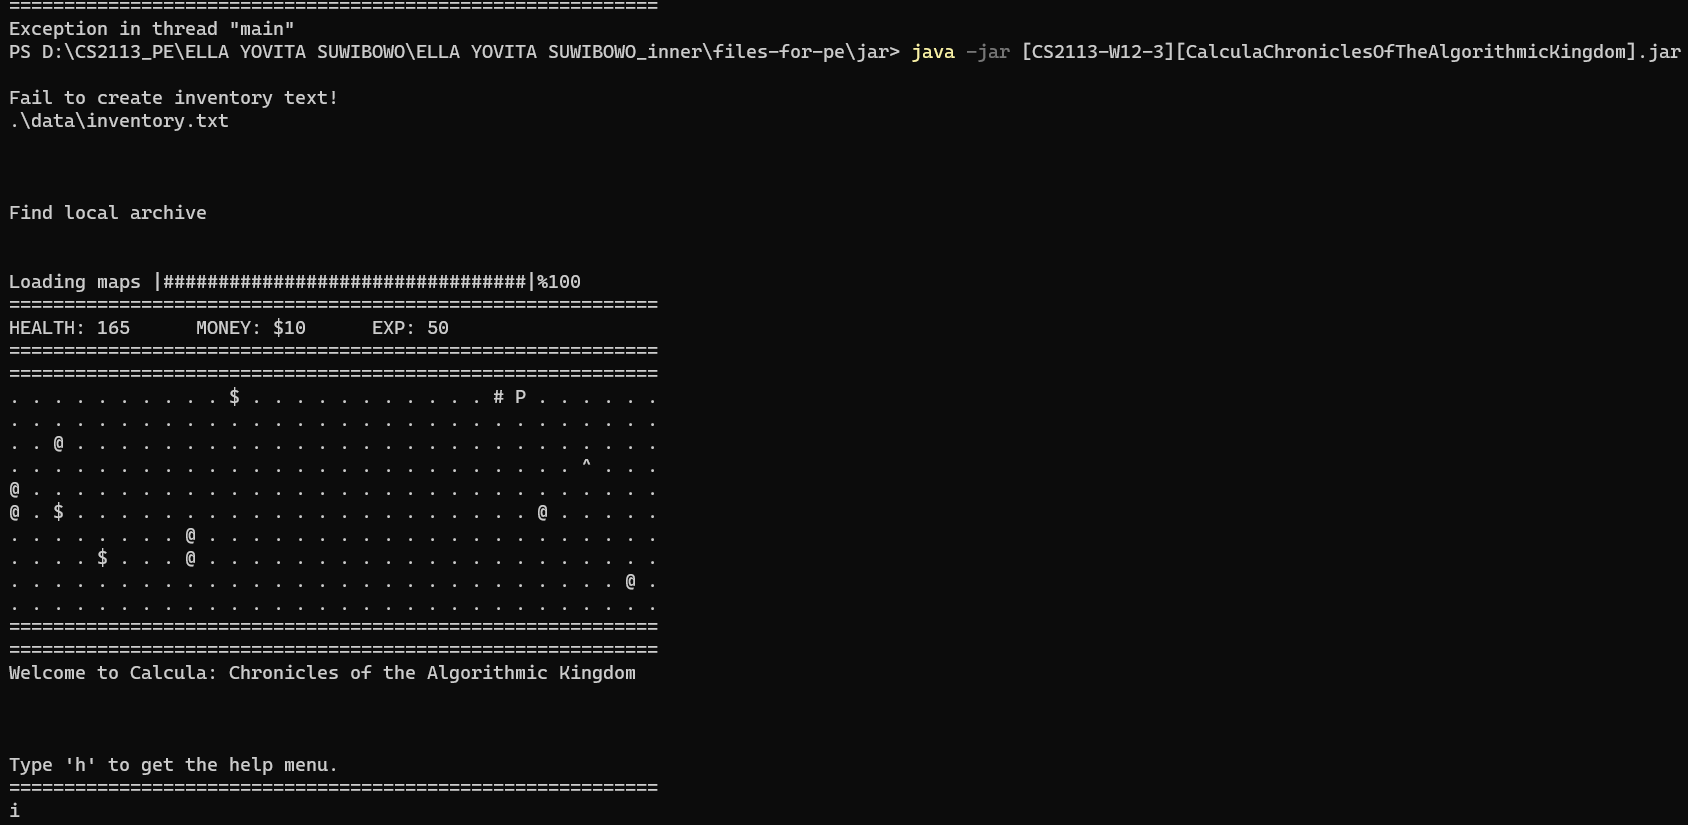 ===========================================================
Exception in thread "main"
PS D:\CS2113_PE\ELLA YOVITA SUWIBOWO\ELLA YOVITA SUWIBOWO_inner\files-for-pe\jar> java -jar [CS2113-W12-3][CalculaChroniclesOfTheAlgorithmicKingdom].jar
Fail to create inventory text!
.\data\inventory.txt
Find local archive
Loading maps |#################################|%100
===========================================================
HEALTH: 165      MONEY: $10      EXP: 50
===========================================================
===========================================================
. . . . . . . . . . $ . . . . . . . . . . . # P . . . . . .
. . . . . . . . . . . . . . . . . . . . . . . . . . . . . .
. . @ . . . . . . . . . . . . . . . . . . . . . . . . . . .
. . . . . . . . . . . . . . . . . . . . . . . . . . ^ . . .
@ . . . . . . . . . . . . . . . . . . . . . . . . . . . . .
@ . $ . . . . . . . . . . . . . . . . . . . . . @ . . . . .
. . . . . . . . @ . . . . . . . . . . . . . . . . . . . . .
. . . . $ . . . @ . . . . . . . . . . . . . . . . . . . . .
. . . . . . . . . . . . . . . . . . . . . . . . . . . . @ .
. . . . . . . . . . . . . . . . . . . . . . . . . . . . . .
===========================================================
===========================================================
Welcome to Calcula: Chronicles of the Algorithmic Kingdom
Type 'h' to get the help menu.
===========================================================
i